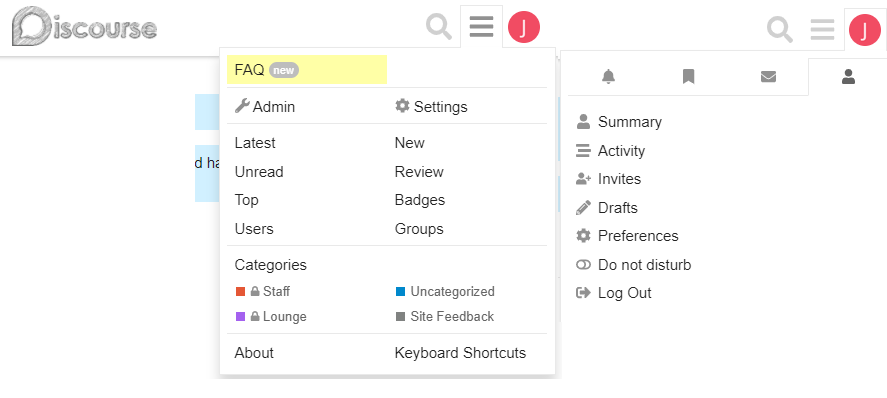 Discourse
J
FAQ new
Admin Settings
Latest New
Unread Review
Top Badges
Users Groups
Categories
Staff Uncategorized
Lounge Site Feedback
About Keyboard Shortcuts
d ha
J
Summary
Activity
Invites
Drafts
Preferences
Do not disturb
Log Out